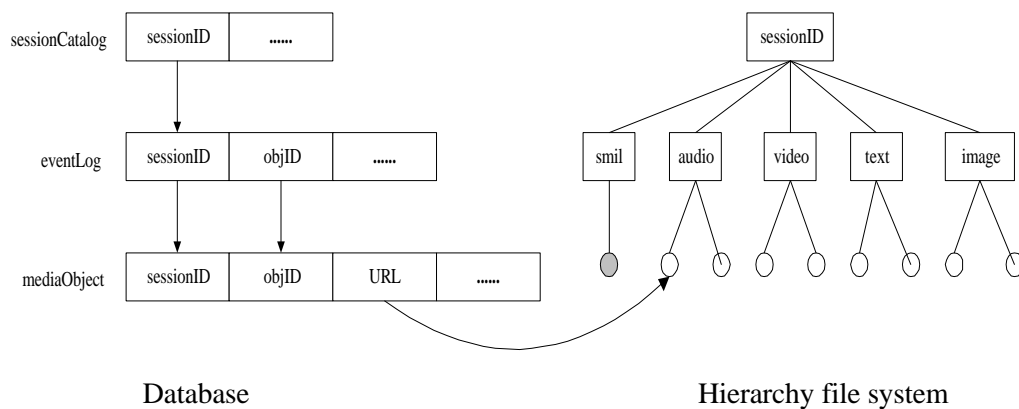 sessionCatalog sessionID ......
eventLog sessionID objID ......
mediaObject sessionID objID URL ......
Database
sessionID
smil audio video text image
Hierarchy file system